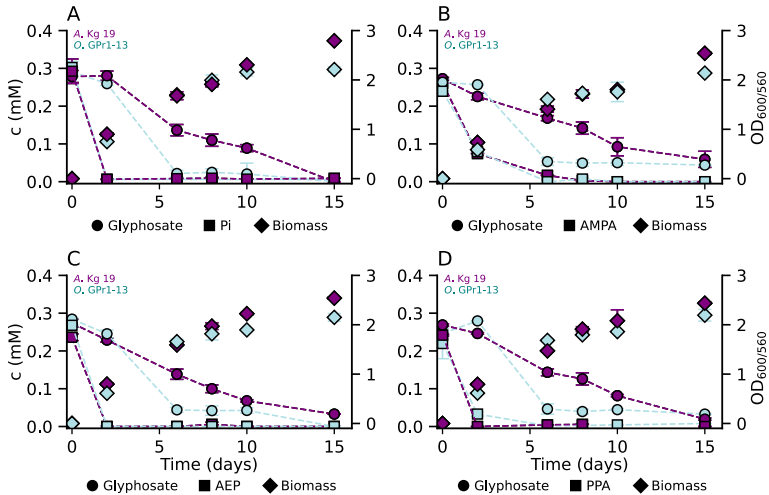 A
B
A. Kg 19
O. GPr1-13
A. Kg 19
O. GPr1-13
0.4
0.3
0.2
0.1
0.0
c (mM)
3
2
1
0
0.4
0.3
0.2
0.1
0.0
3
2
1
0
OD600/560
0 5 10 15
0 5 10 15
Glyphosate Pi Biomass
Glyphosate AMPA Biomass
C
D
A. Kg 19
O. GPr1-13
A. Kg 19
O. GPr1-13
0.4
0.3
0.2
0.1
0.0
c (mM)
3
2
1
0
0.4
0.3
0.2
0.1
0.0
3
2
1
0
OD600/560
0 5 10 15
0 5 10 15
Time (days)
Time (days)
Glyphosate AEP Biomass
Glyphosate PPA Biomass